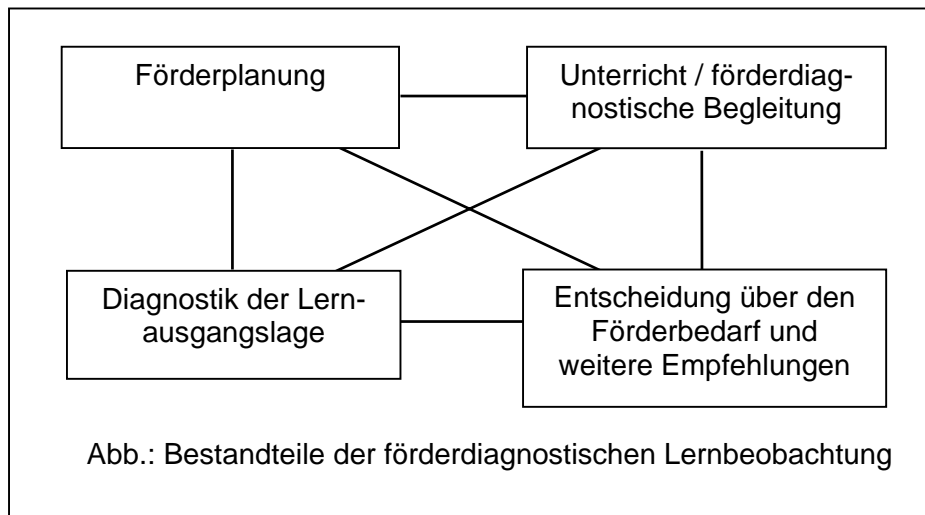 Förderplanung
Unterricht / förderdiag-
nostische Begleitung
Diagnostik der Lern-
ausgangslage
Entscheidung über den
Förderbedarf und
weitere Empfehlungen
Abb.: Bestandteile der förderdiagnostischen Lernbeobachtung